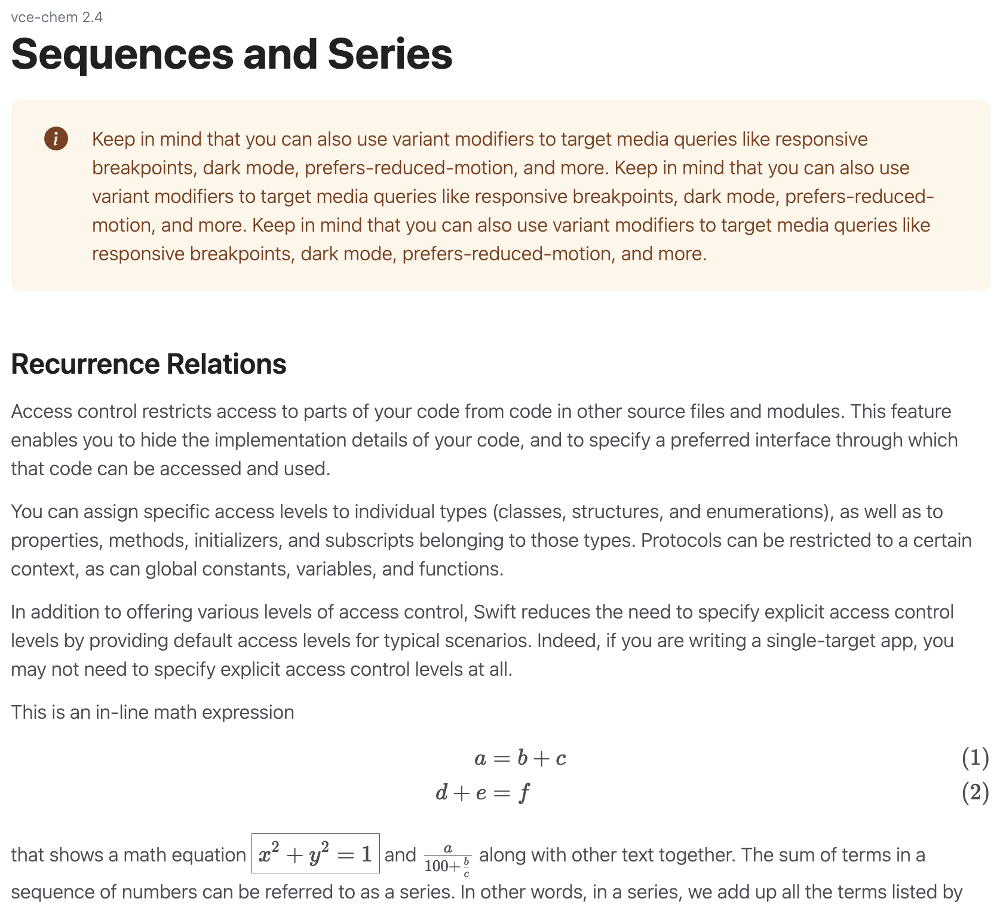 vce-chem 2.4
Sequences and Series
i
Keep in mind that you can also use variant modifiers to target media queries like responsive
breakpoints, dark mode, prefers-reduced-motion, and more. Keep in mind that you can also use
variant modifiers to target media queries like responsive breakpoints, dark mode, prefers-reduced-
motion, and more. Keep in mind that you can also use variant modifiers to target media queries like
responsive breakpoints, dark mode, prefers-reduced-motion, and more.
Recurrence Relations
Access control restricts access to parts of your code from code in other source files and modules. This feature
enables you to hide the implementation details of your code, and to specify a preferred interface through which
that code can be accessed and used.
You can assign specific access levels to individual types (classes, structures, and enumerations), as well as to
properties, methods, initializers, and subscripts belonging to those types. Protocols can be restricted to a certain
context, as can global constants, variables, and functions.
In addition to offering various levels of access control, Swift reduces the need to specify explicit access control
levels by providing default access levels for typical scenarios. Indeed, if you are writing a single-target app, you
may not need to specify explicit access control levels at all.
This is an in-line math expression
a = b + c (1)
d + e = f (2)
that shows a math equation x² + y² = 1 and \frac{a}{100+\frac{b}{c}} along with other text together. The sum of terms in a
sequence of numbers can be referred to as a series. In other words, in a series, we add up all the terms listed by